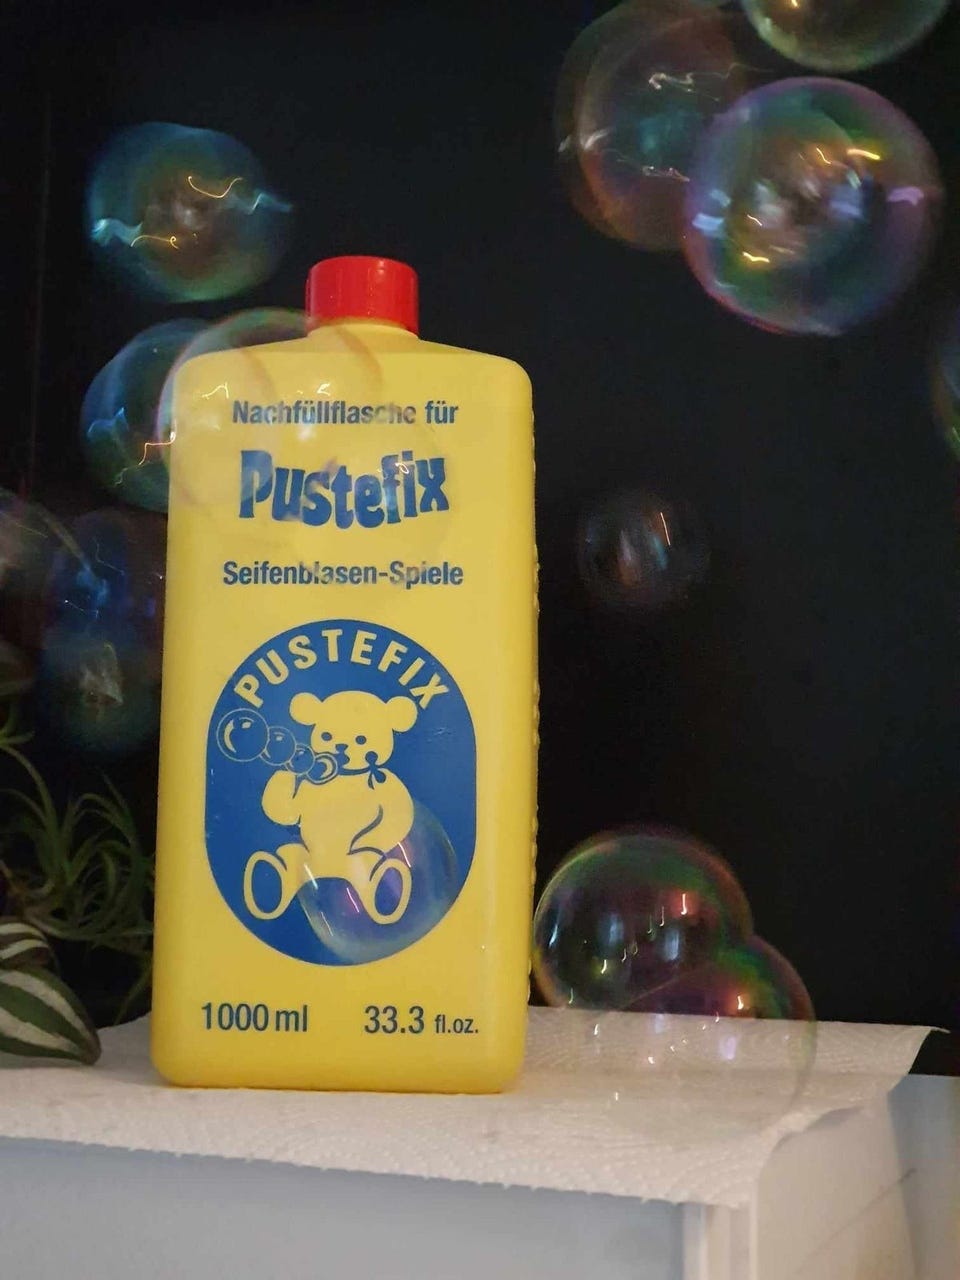 Nachfüllflasche für
Pustefix
Seifenblasen-Spiele
PUSTEFIX
1000 ml 33.3 fl.oz.